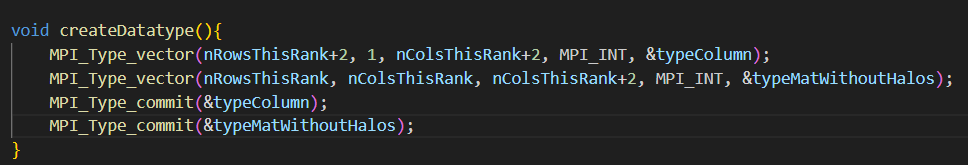 void createDatatype(){
    MPI_Type_vector(nRowsThisRank+2, 1, nColsThisRank+2, MPI_INT, &typeColumn);
    MPI_Type_vector(nRowsThisRank, nColsThisRank, nColsThisRank+2, MPI_INT, &typeMatWithoutHalos);
    MPI_Type_commit(&typeColumn);
    MPI_Type_commit(&typeMatWithoutHalos);
}